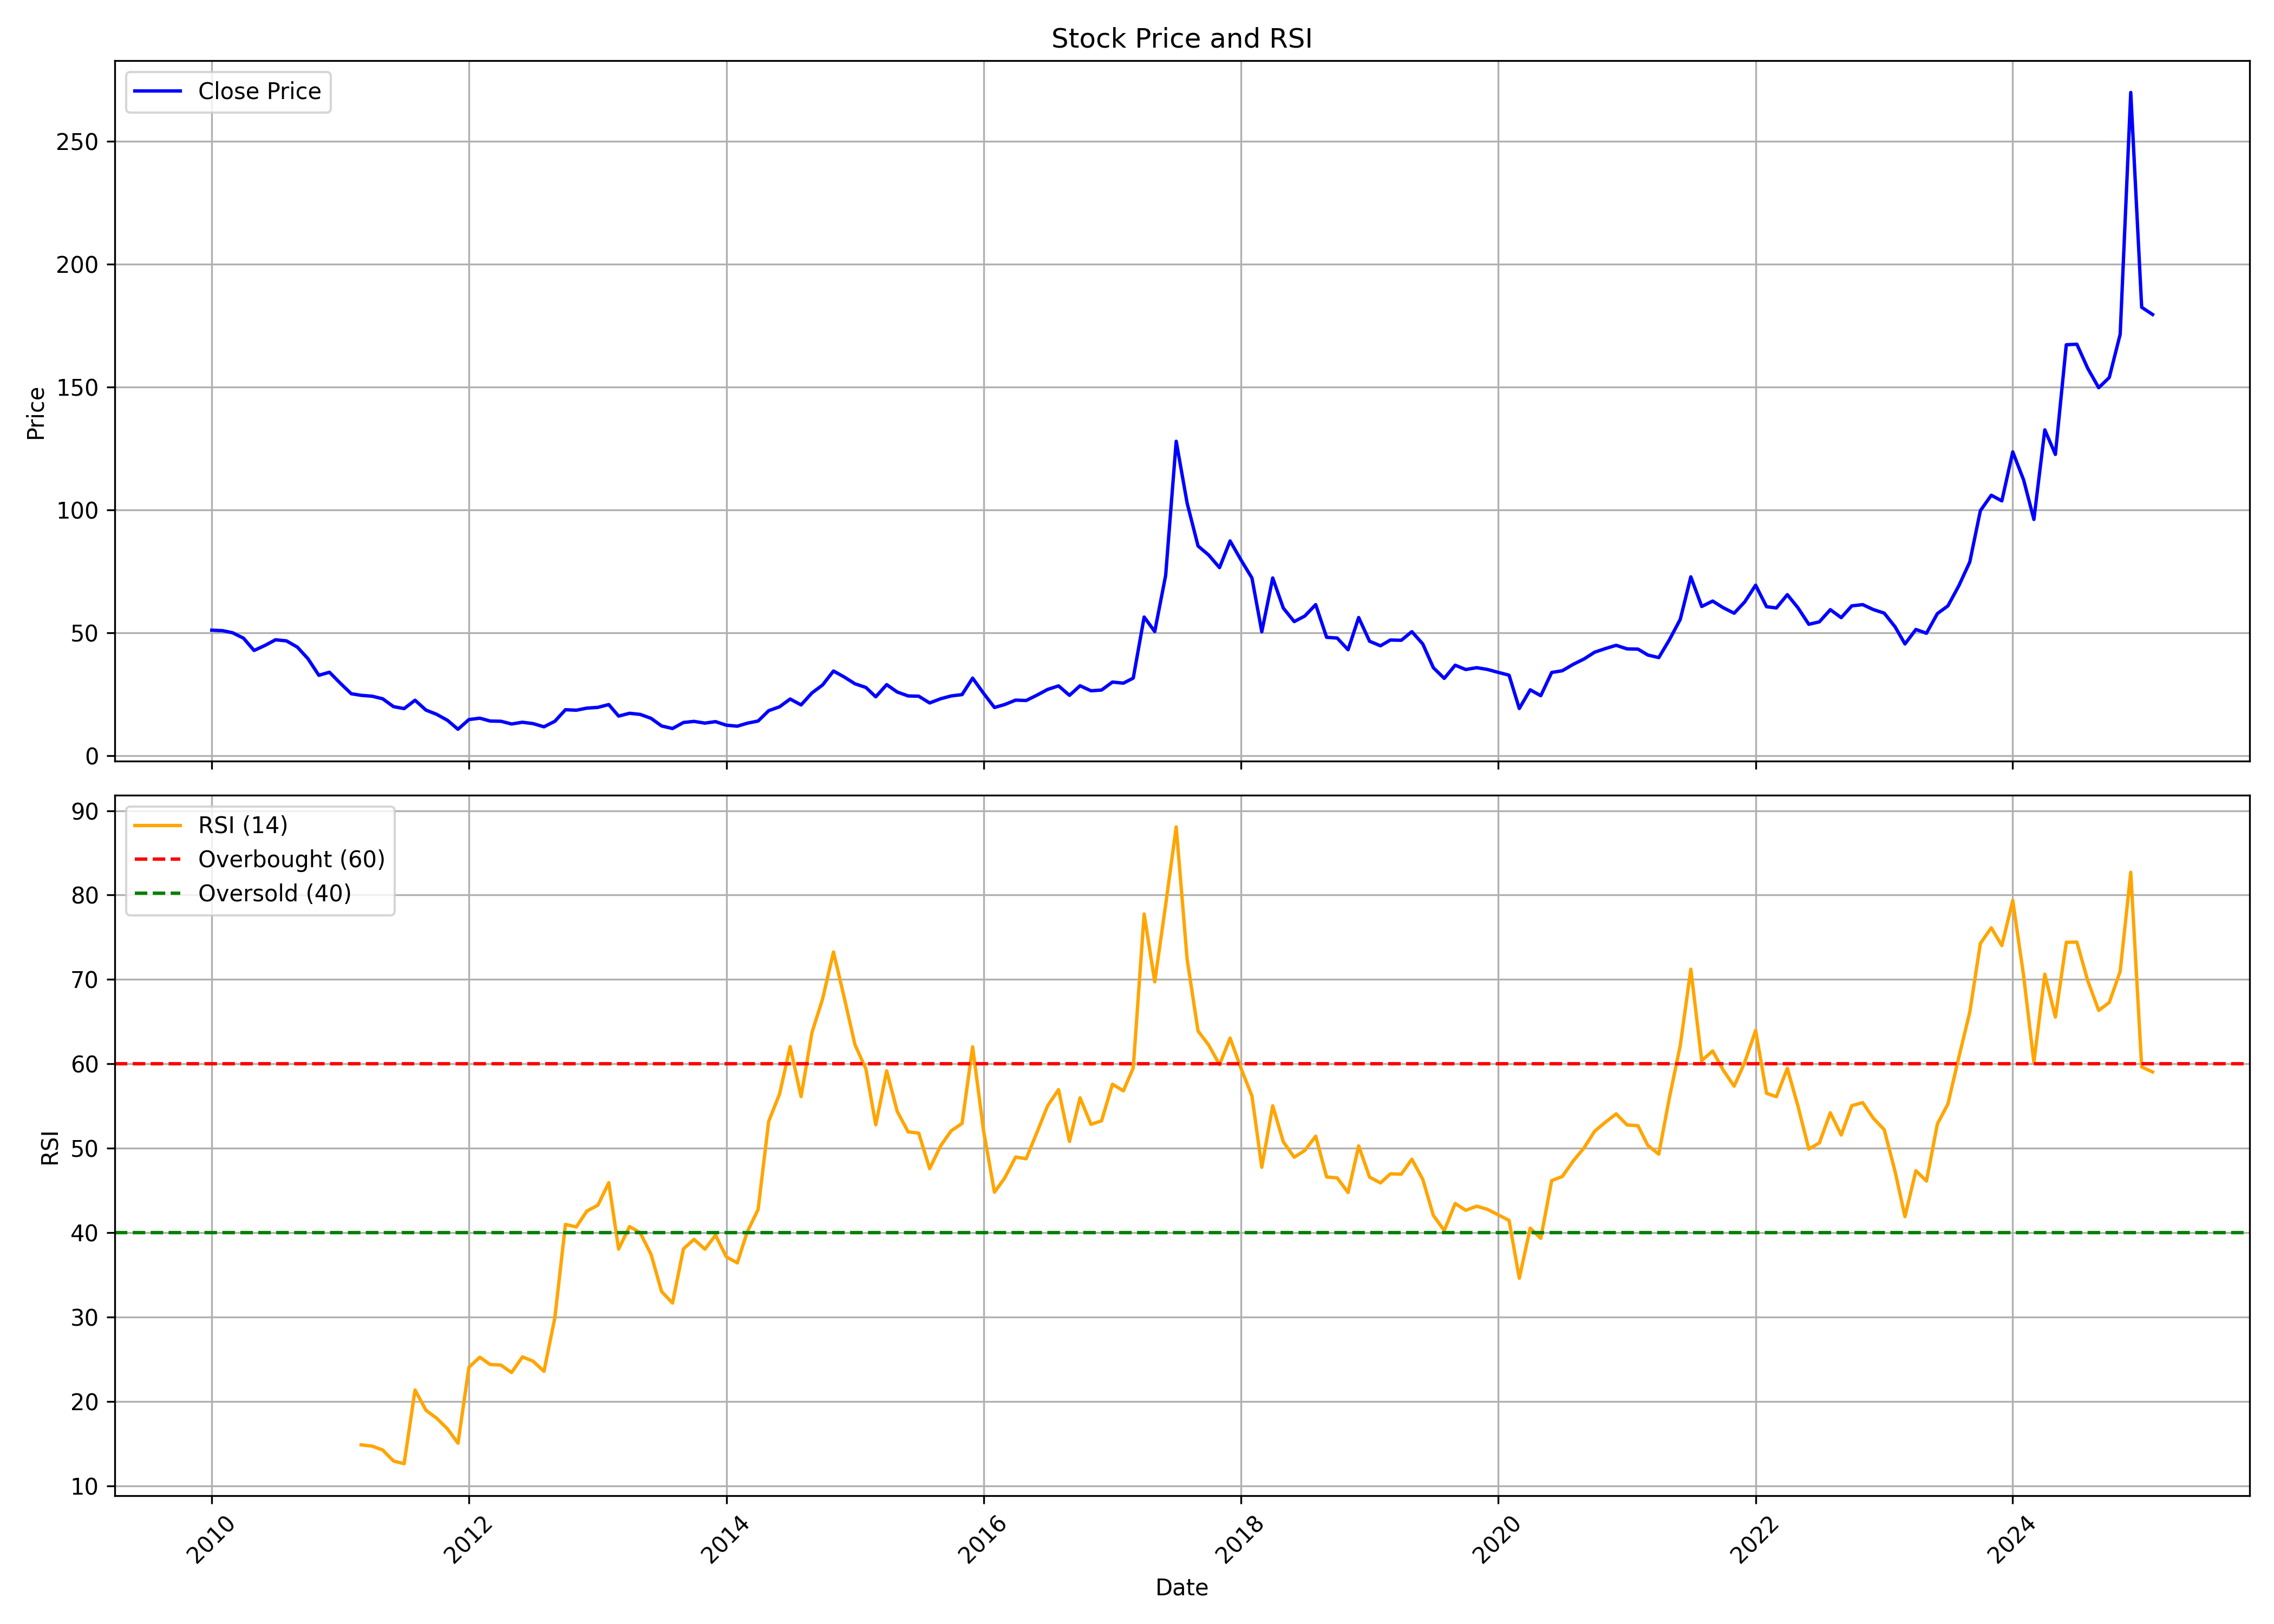 Stock Price and RSI
Close Price
250
200
150
100
50
0
Price
RSI (14)
Overbought (60)
Oversold (40)
90
80
70
60
50
40
30
20
10
RSI
2010
2012
2014
2016
2018
2020
2022
2024
Date